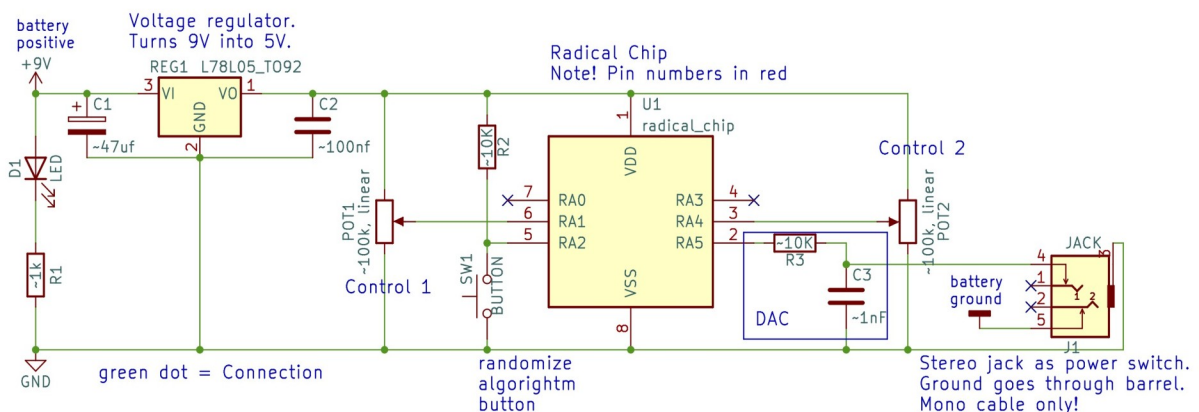 battery
positive
+9V
Voltage regulator.
Turns 9V into 5V.
REG1 L78L05_TO92
3 VI VO 1
GND
2
+ C1
~47uf
C2
~100nf
D1
LED
~1k
R1
GND
green dot = Connection
POT1
~100k, linear
Control 1
~10K
R2
SW1
BUTTON
randomize
algorightm
button
Radical Chip
Note! Pin numbers in red
U1
radical_chip
1
VDD
7 RA0 RA3 4
6 RA1 RA4 3
5 RA2 RA5 2
VSS
8
~10K
R3
C3
~1nF
DAC
Control 2
~100k, linear
POT2
battery
ground
JACK
4
3
1
1 2
2
5
J1
Stereo jack as power switch.
Ground goes through barrel.
Mono cable only!